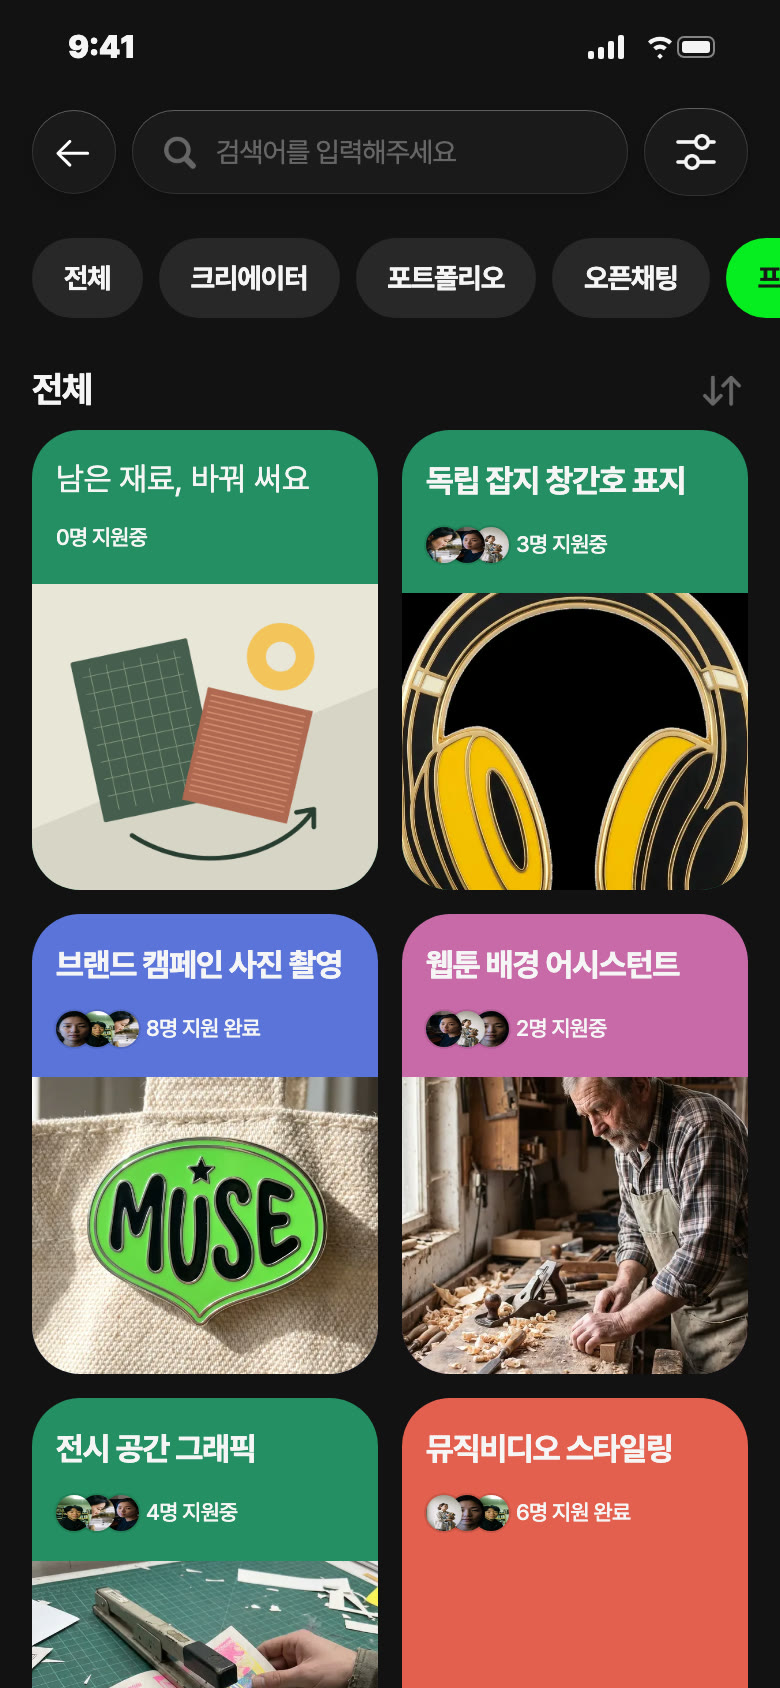 9:41
검색어를 입력해주세요
전체
크리에이터
포트폴리오
오픈채팅
전체
남은 재료, 바꿔 써요
0명 지원중
독립 잡지 창간호 표지
3명 지원중
브랜드 캠페인 사진 촬영
8명 지원 완료
웹툰 배경 어시스턴트
2명 지원중
MUSE
전시 공간 그래픽
4명 지원중
뮤직비디오 스타일링
6명 지원 완료